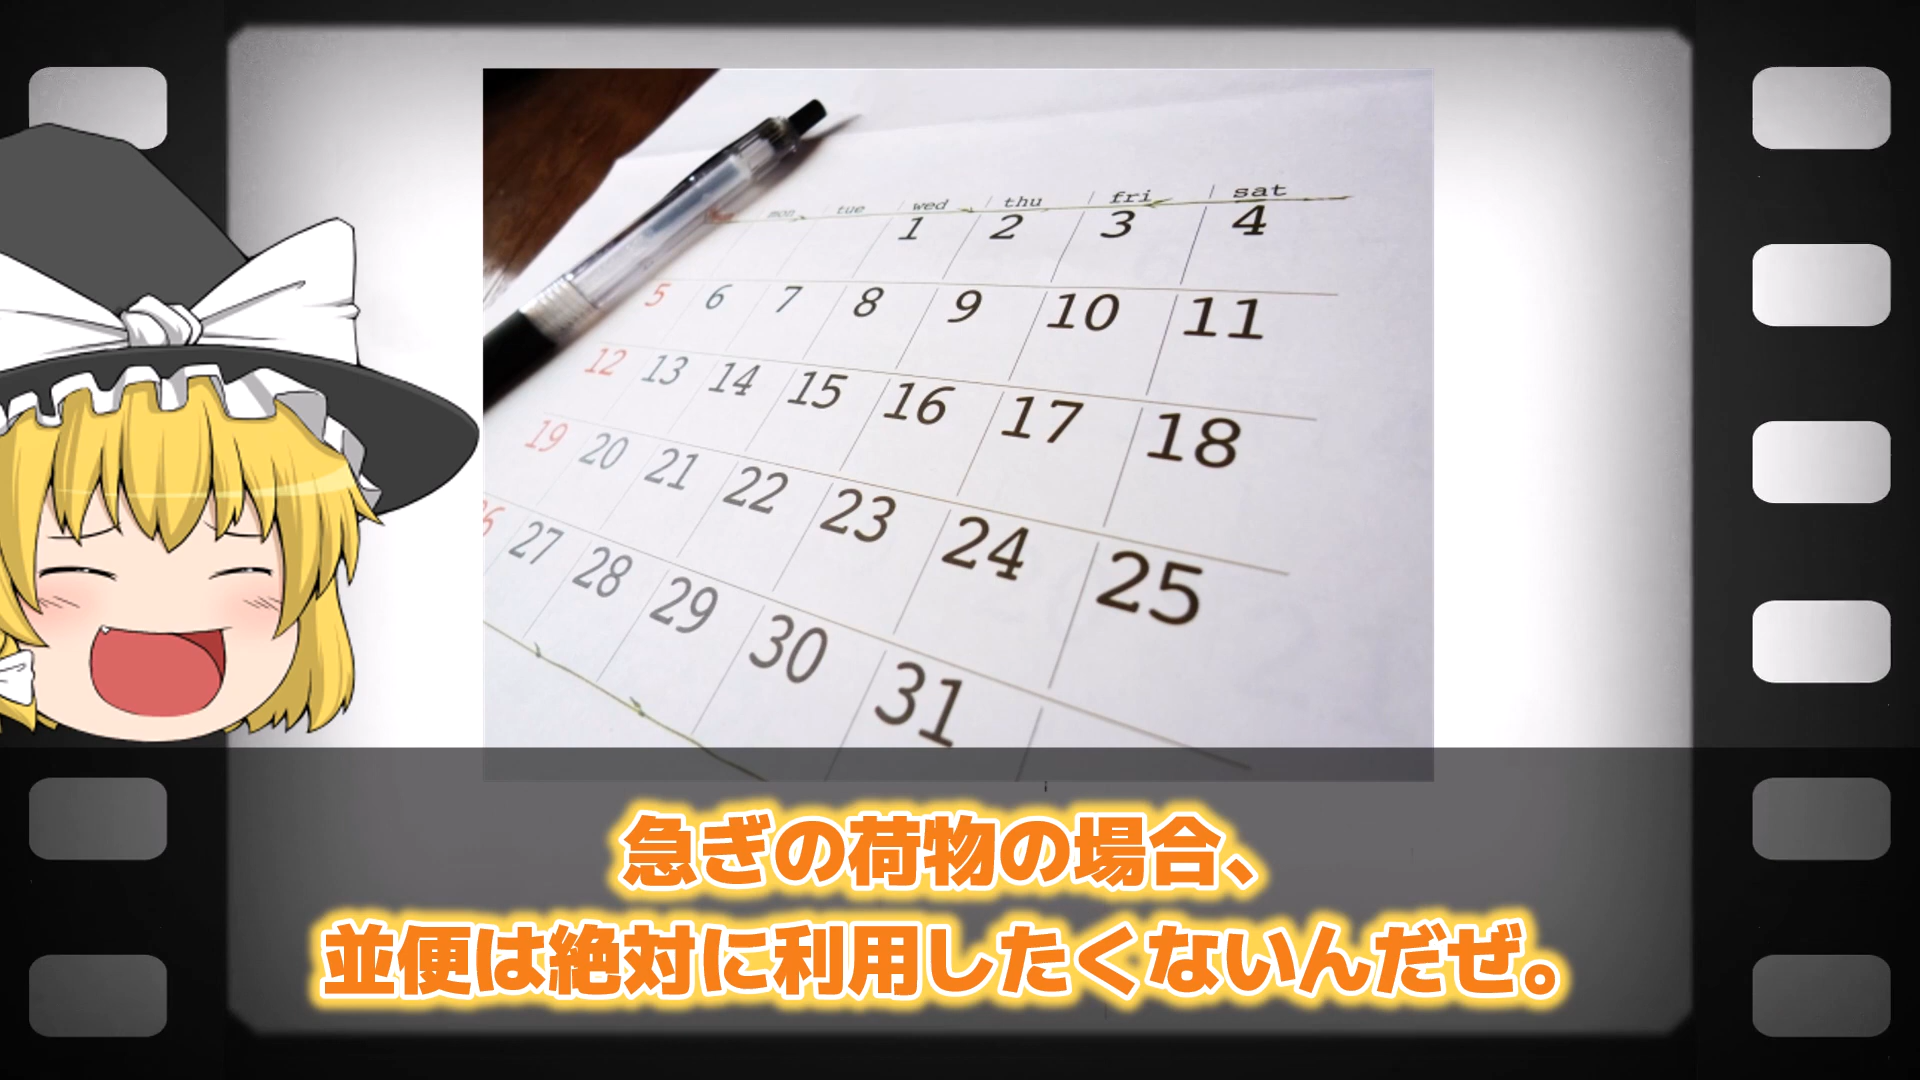 sun mon tue wed thu fri sat
1 2 3 4
5 6 7 8 9 10 11
12 13 14 15 16 17 18
19 20 21 22 23 24 25
26 27 28 29 30 31
急ぎの荷物の場合、
並便は絶対に利用したくないんだぜ。